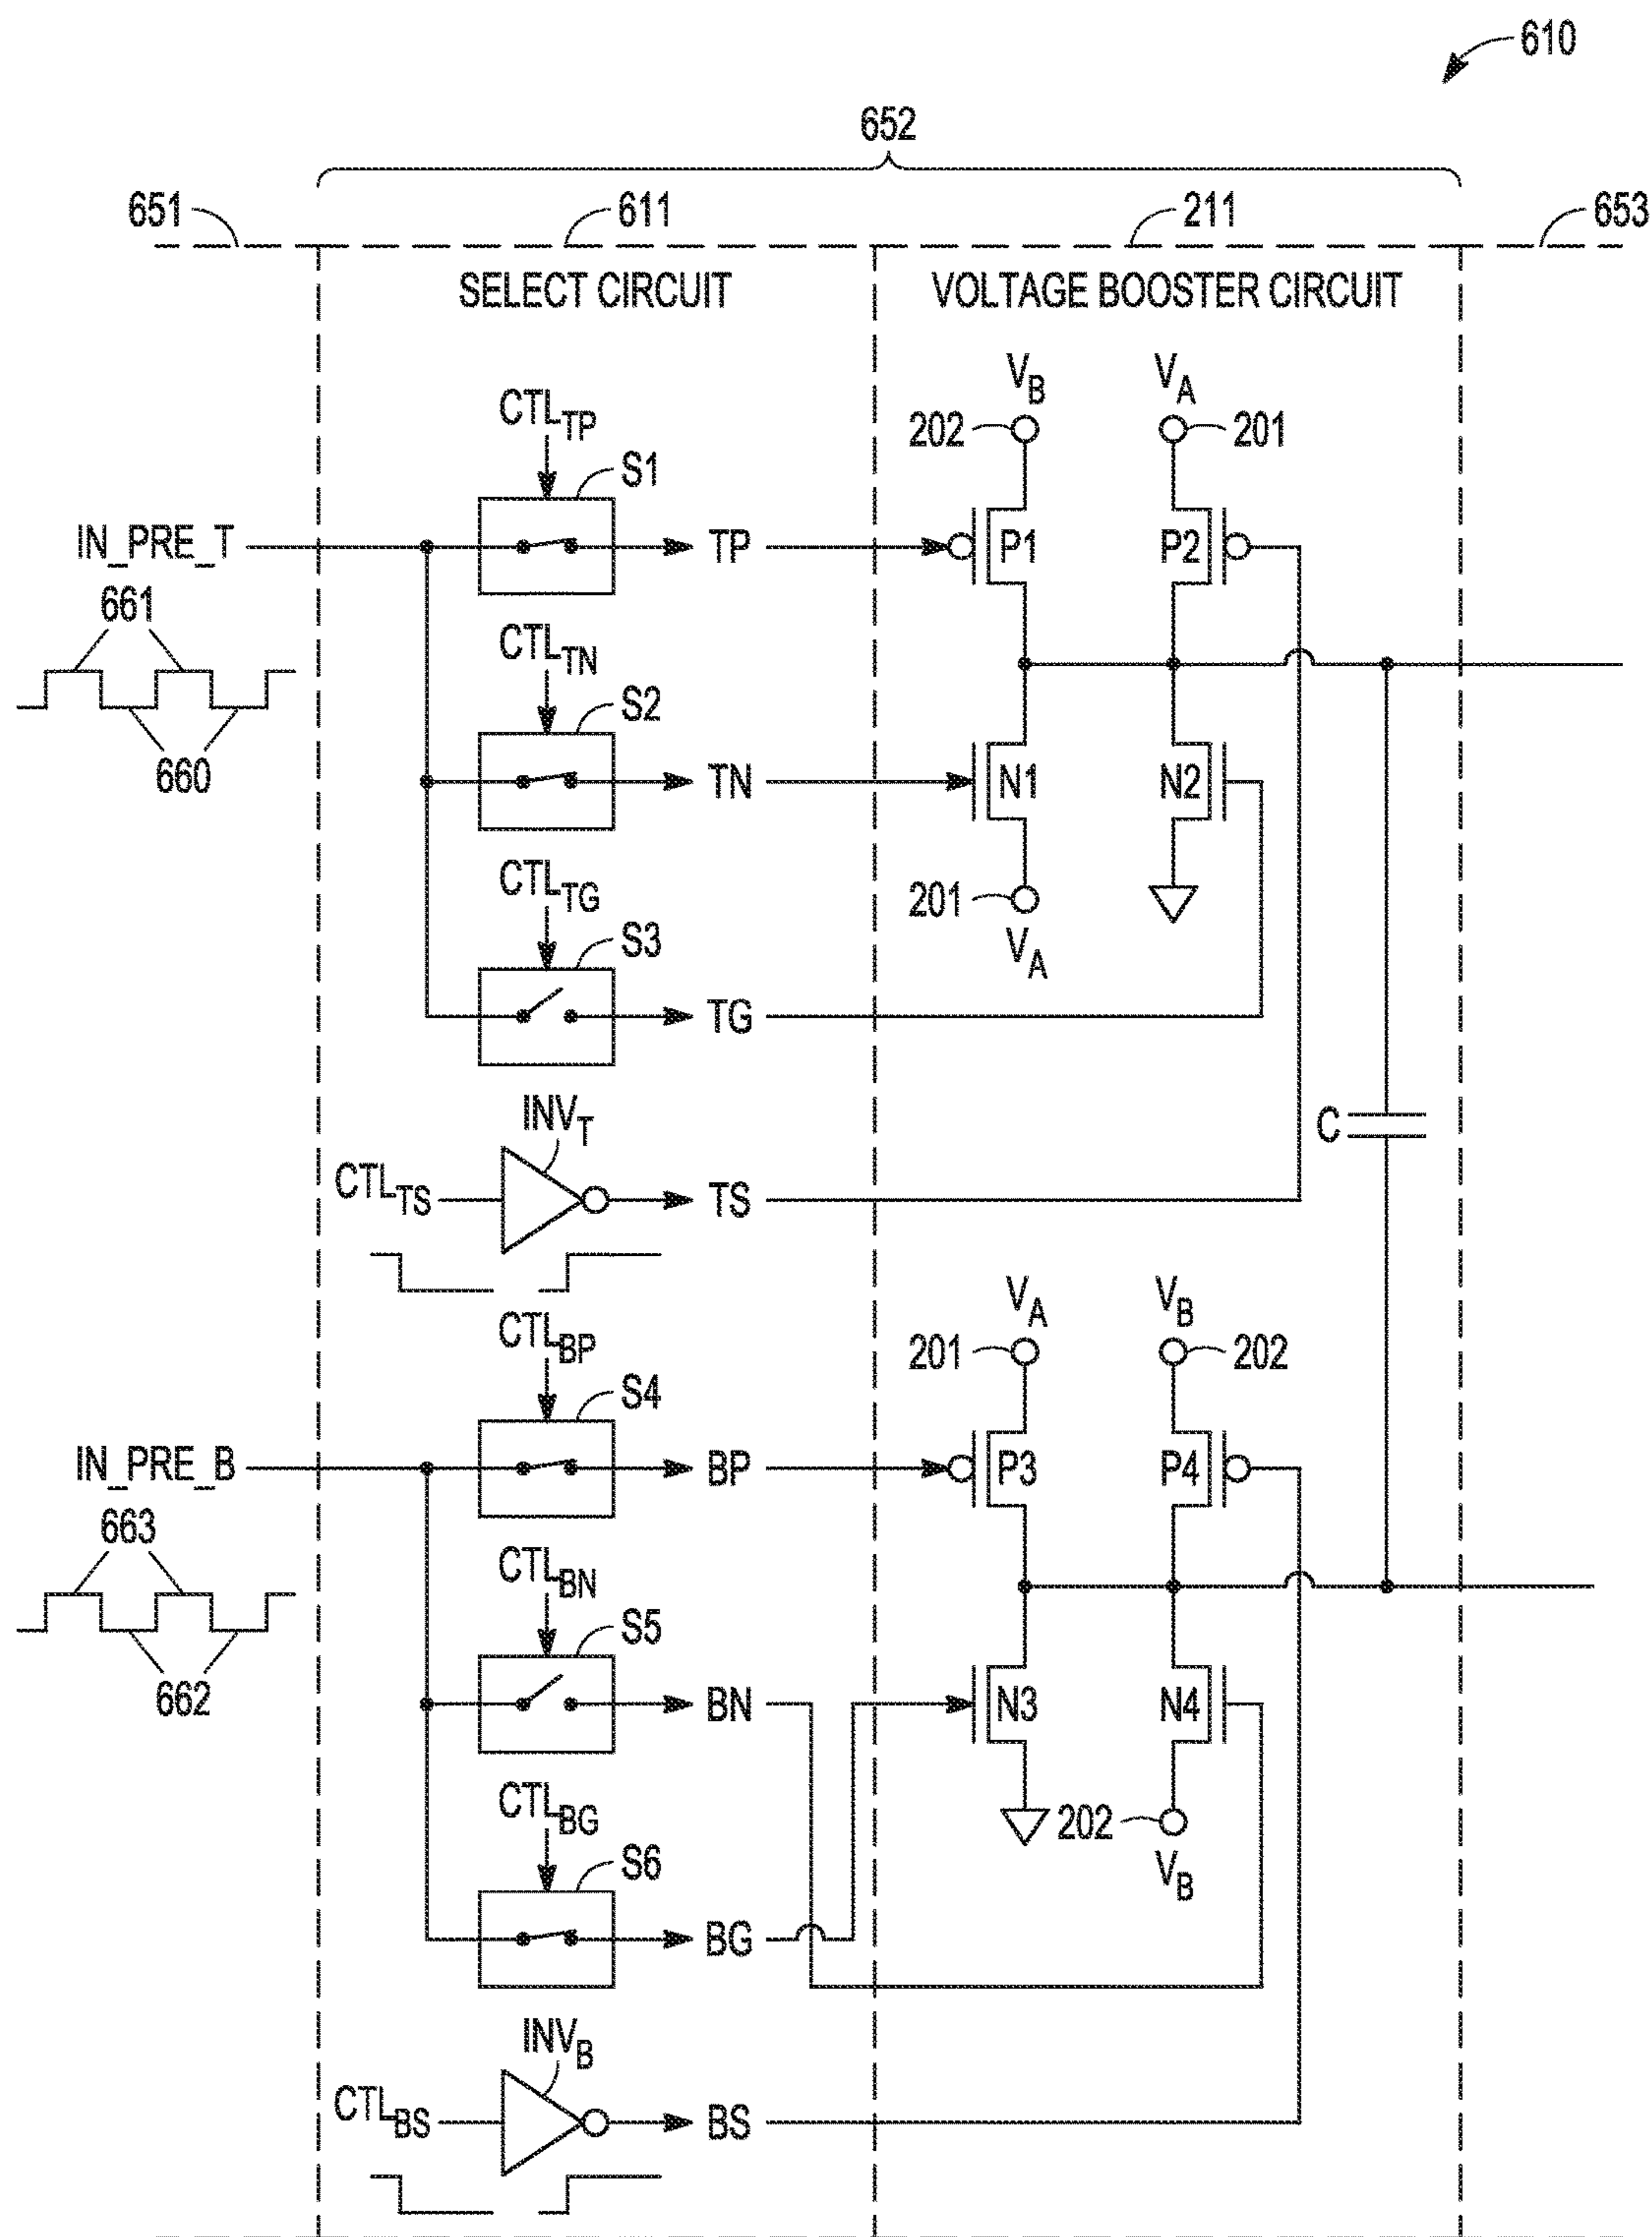 610
652
651
611
211
653
SELECT CIRCUIT
VOLTAGE BOOSTER CIRCUIT
VB
VA
CTLTP
202
201
S1
IN_PRE_T
TP
P1
P2
661
CTLTN
S2
660
TN
N1
N2
CTLTG
201
S3
VA
TG
INVT
C
CTLTS
TS
VA
VB
CTLBP
201
202
S4
IN_PRE_B
BP
P3
P4
663
CTLBN
S5
662
BN
N3
N4
CTLBG
202
S6
VB
BG
INVB
CTLBS
BS